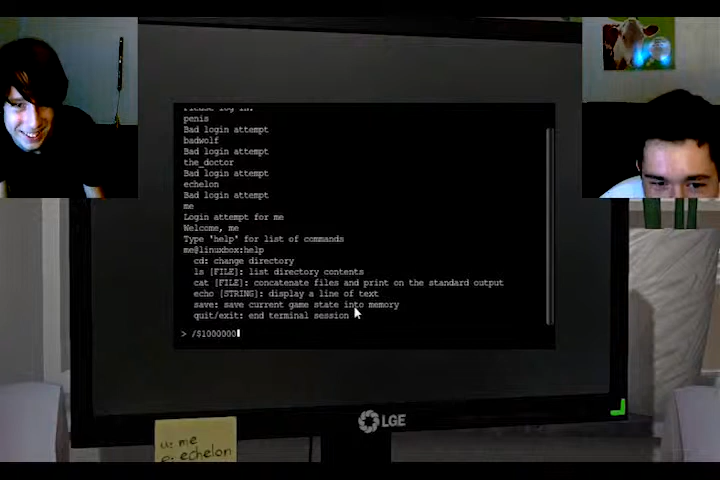 Please log in:
penis
Bad login attempt
badwolf
Bad login attempt
the_doctor
Bad login attempt
echelon
Bad login attempt
me
Login attempt for me
Welcome, me
Type "help" for list of commands
me@linuxbox:help
cd: change directory
ls [FILE]: list directory contents
cat [FILE]: concatenate files and print on the standard output
echo [STRING]: display a line of text
save: save current game state into memory
quit/exit: end terminal session
> /$1000000
LGE
u: me
p: echelon